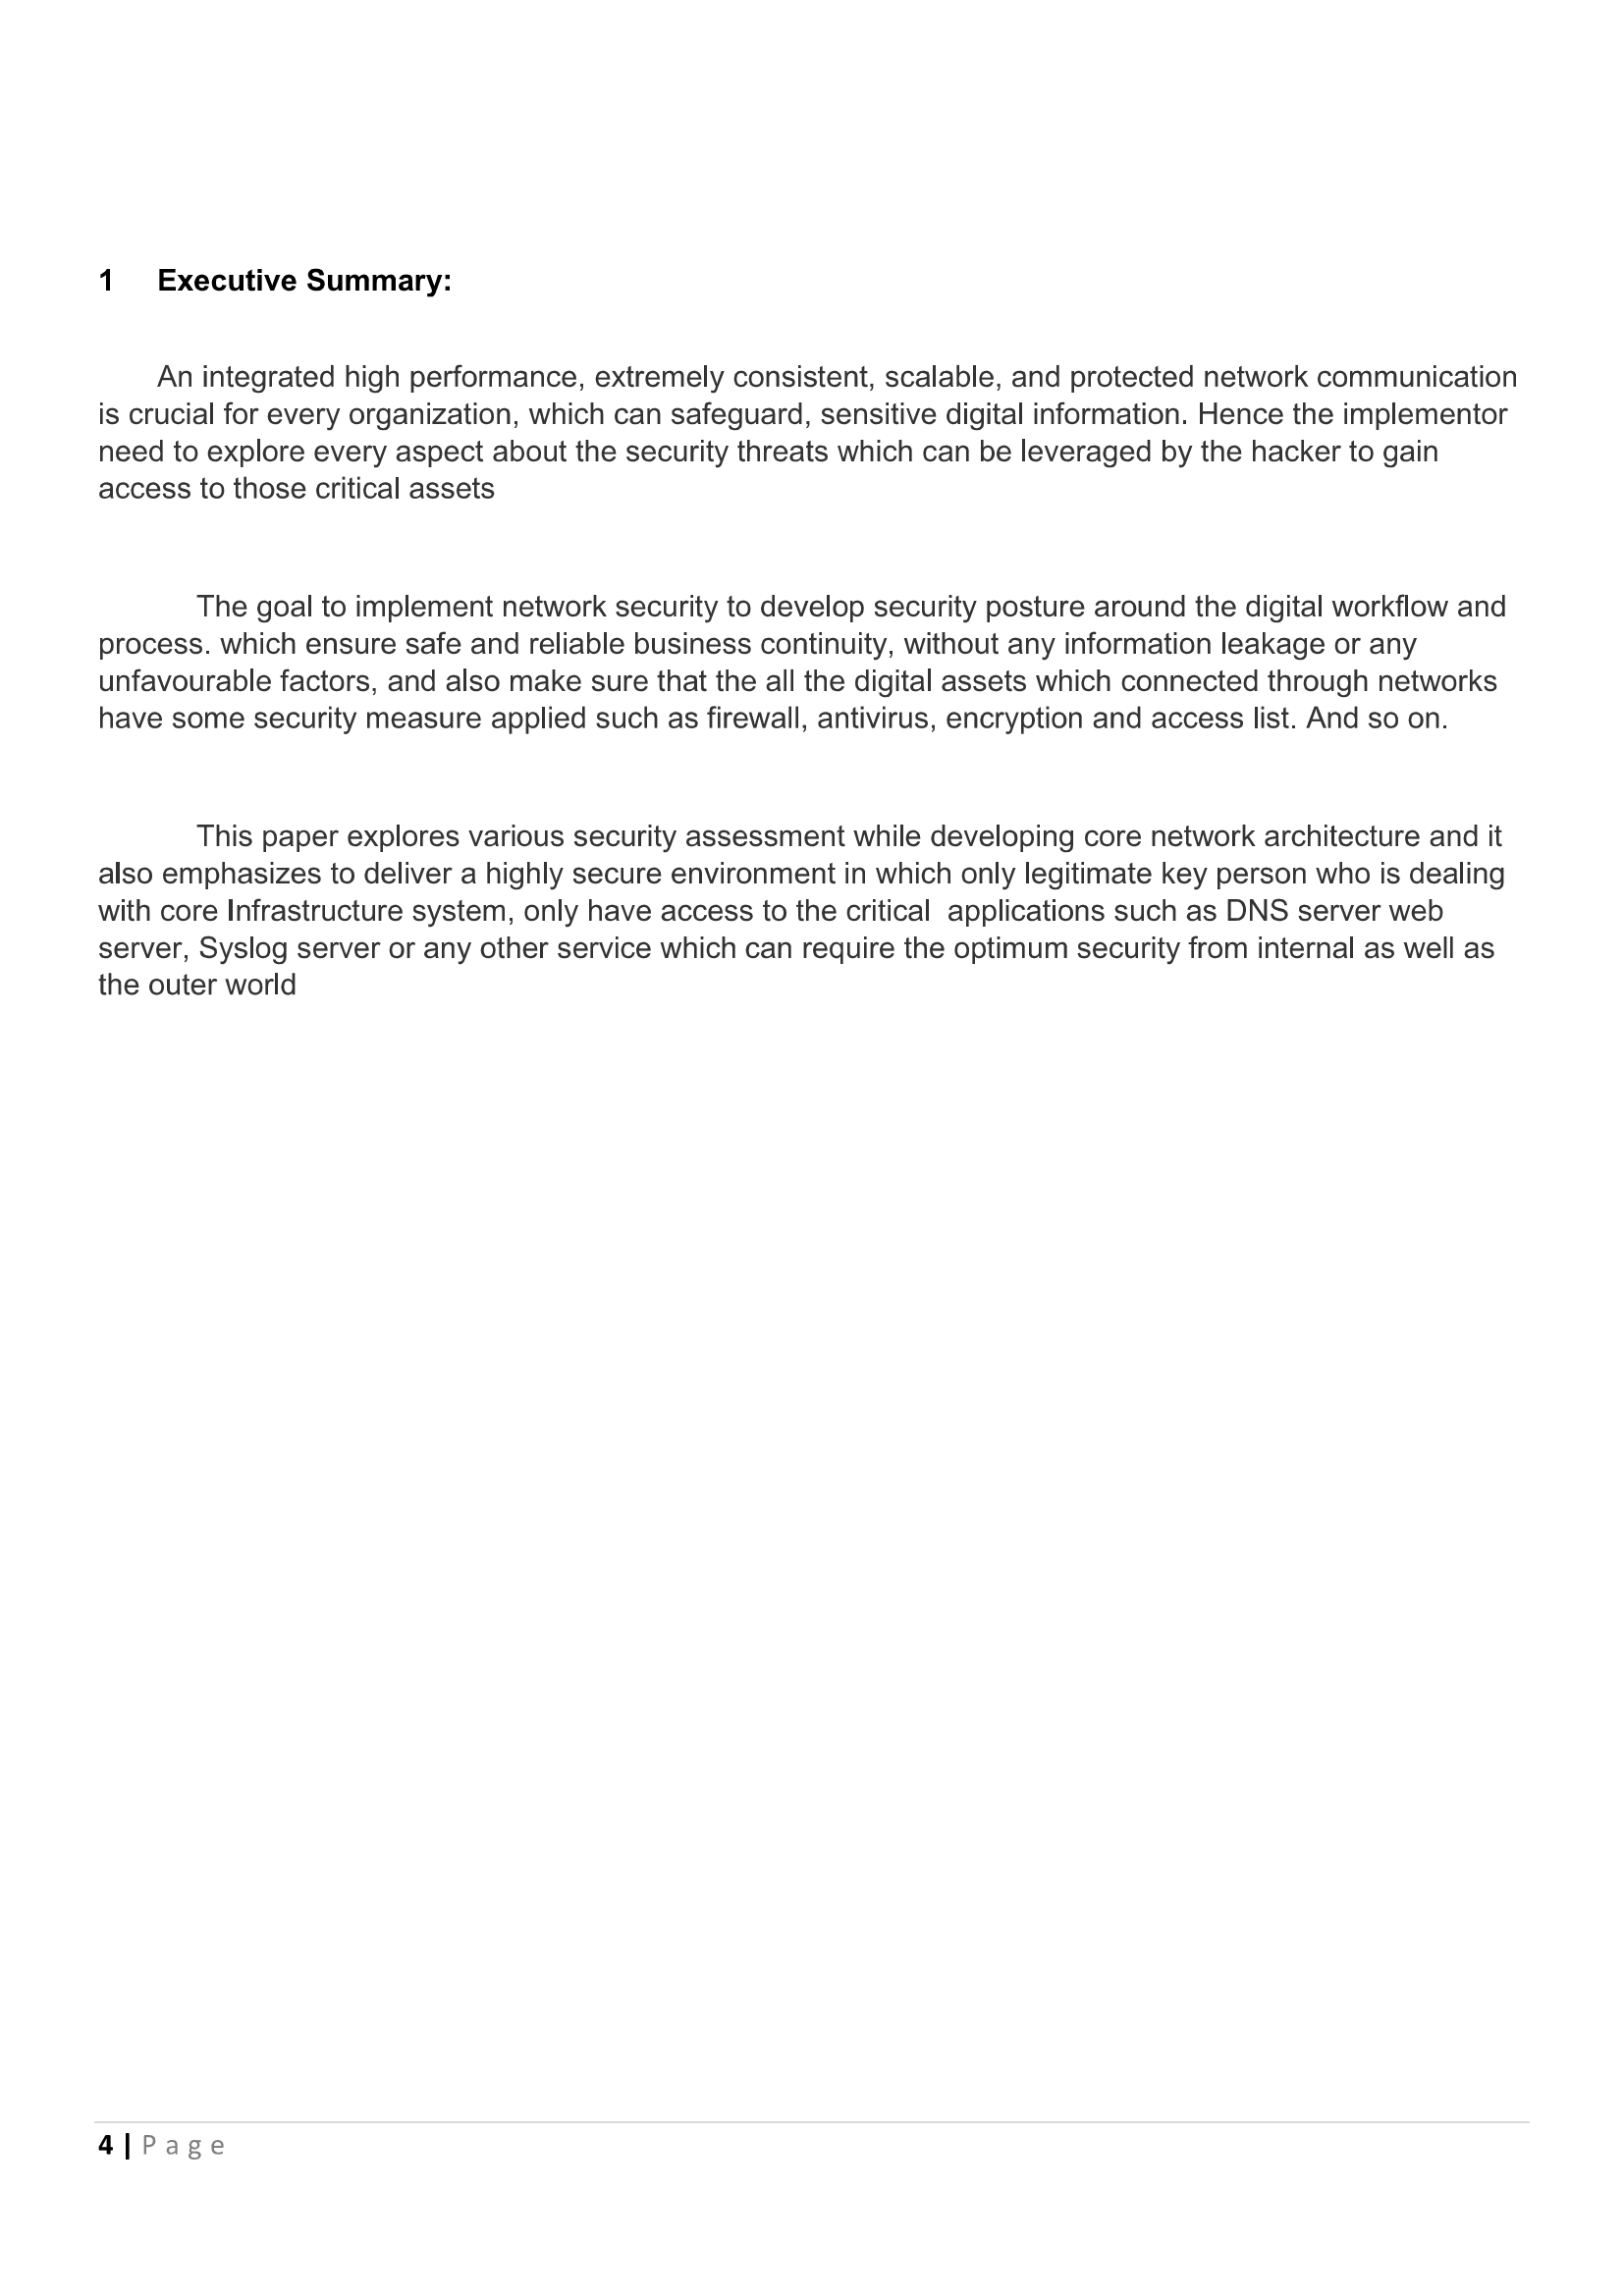 1 Executive Summary:
An integrated high performance, extremely consistent, scalable, and protected network communication
is crucial for every organization, which can safeguard, sensitive digital information. Hence the implementor
need to explore every aspect about the security threats which can be leveraged by the hacker to gain
access to those critical assets
The goal to implement network security to develop security posture around the digital workflow and
process. which ensure safe and reliable business continuity, without any information leakage or any
unfavourable factors, and also make sure that the all the digital assets which connected through networks
have some security measure applied such as firewall, antivirus, encryption and access list. And so on.
This paper explores various security assessment while developing core network architecture and it
also emphasizes to deliver a highly secure environment in which only legitimate key person who is dealing
with core Infrastructure system, only have access to the critical  applications such as DNS server web
server, Syslog server or any other service which can require the optimum security from internal as well as
the outer world
4 | Page